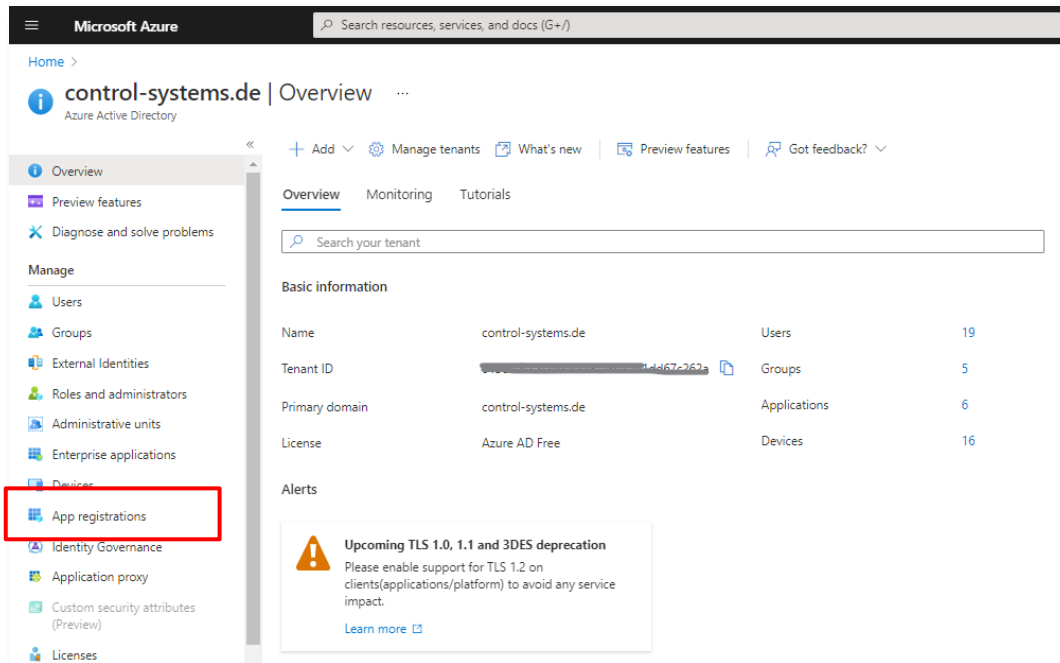 Microsoft Azure
Search resources, services, and docs (G+/)
Home >
control-systems.de | Overview ...
Azure Active Directory
«
Add
Manage tenants
What's new
Preview features
Got feedback?
Overview
Preview features
Diagnose and solve problems
Manage
Users
Groups
External Identities
Roles and administrators
Administrative units
Enterprise applications
Devices
App registrations
Identity Governance
Application proxy
Custom security attributes
(Preview)
Licenses
Overview Monitoring Tutorials
Search your tenant
Basic information
Name control-systems.de Users 19
Tenant ID 1dd67c262a Groups 5
Primary domain control-systems.de Applications 6
License Azure AD Free Devices 16
Alerts
Upcoming TLS 1.0, 1.1 and 3DES deprecation
Please enable support for TLS 1.2 on
clients(applications/platform) to avoid any service
impact.
Learn more